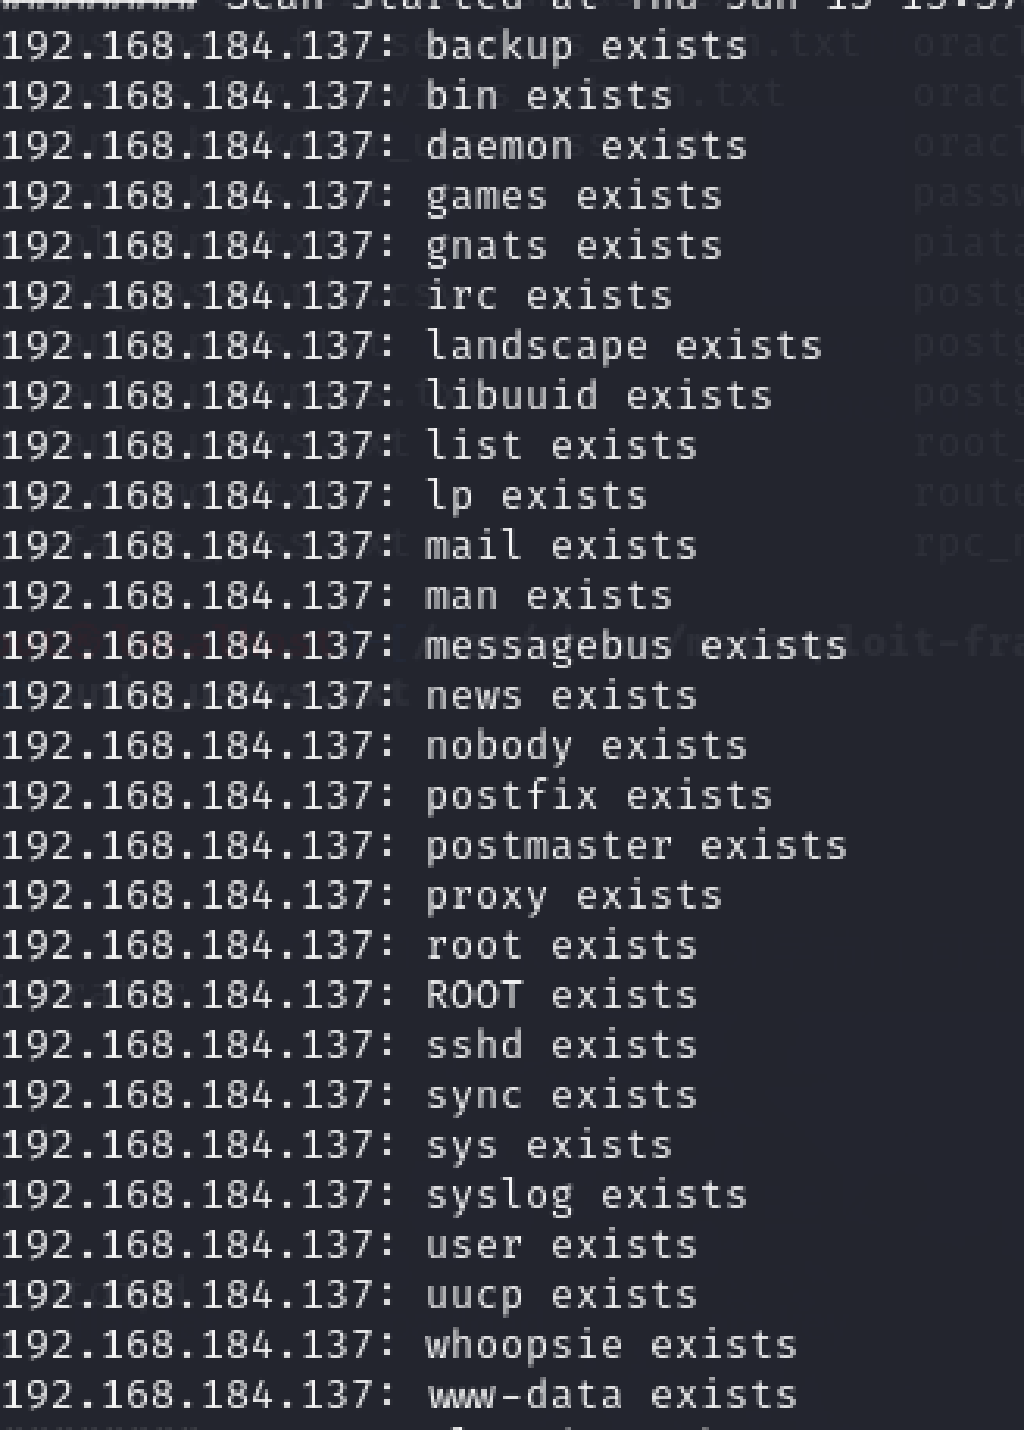 ######## Scan started at Thu Jun 15 15:37
192.168.184.137: backup exists
192.168.184.137: bin exists
192.168.184.137: daemon exists
192.168.184.137: games exists
192.168.184.137: gnats exists
192.168.184.137: irc exists
192.168.184.137: landscape exists
192.168.184.137: libuuid exists
192.168.184.137: list exists
192.168.184.137: lp exists
192.168.184.137: mail exists
192.168.184.137: man exists
192.168.184.137: messagebus exists
192.168.184.137: news exists
192.168.184.137: nobody exists
192.168.184.137: postfix exists
192.168.184.137: postmaster exists
192.168.184.137: proxy exists
192.168.184.137: root exists
192.168.184.137: ROOT exists
192.168.184.137: sshd exists
192.168.184.137: sync exists
192.168.184.137: sys exists
192.168.184.137: syslog exists
192.168.184.137: user exists
192.168.184.137: uucp exists
192.168.184.137: whoopsie exists
192.168.184.137: www-data exists